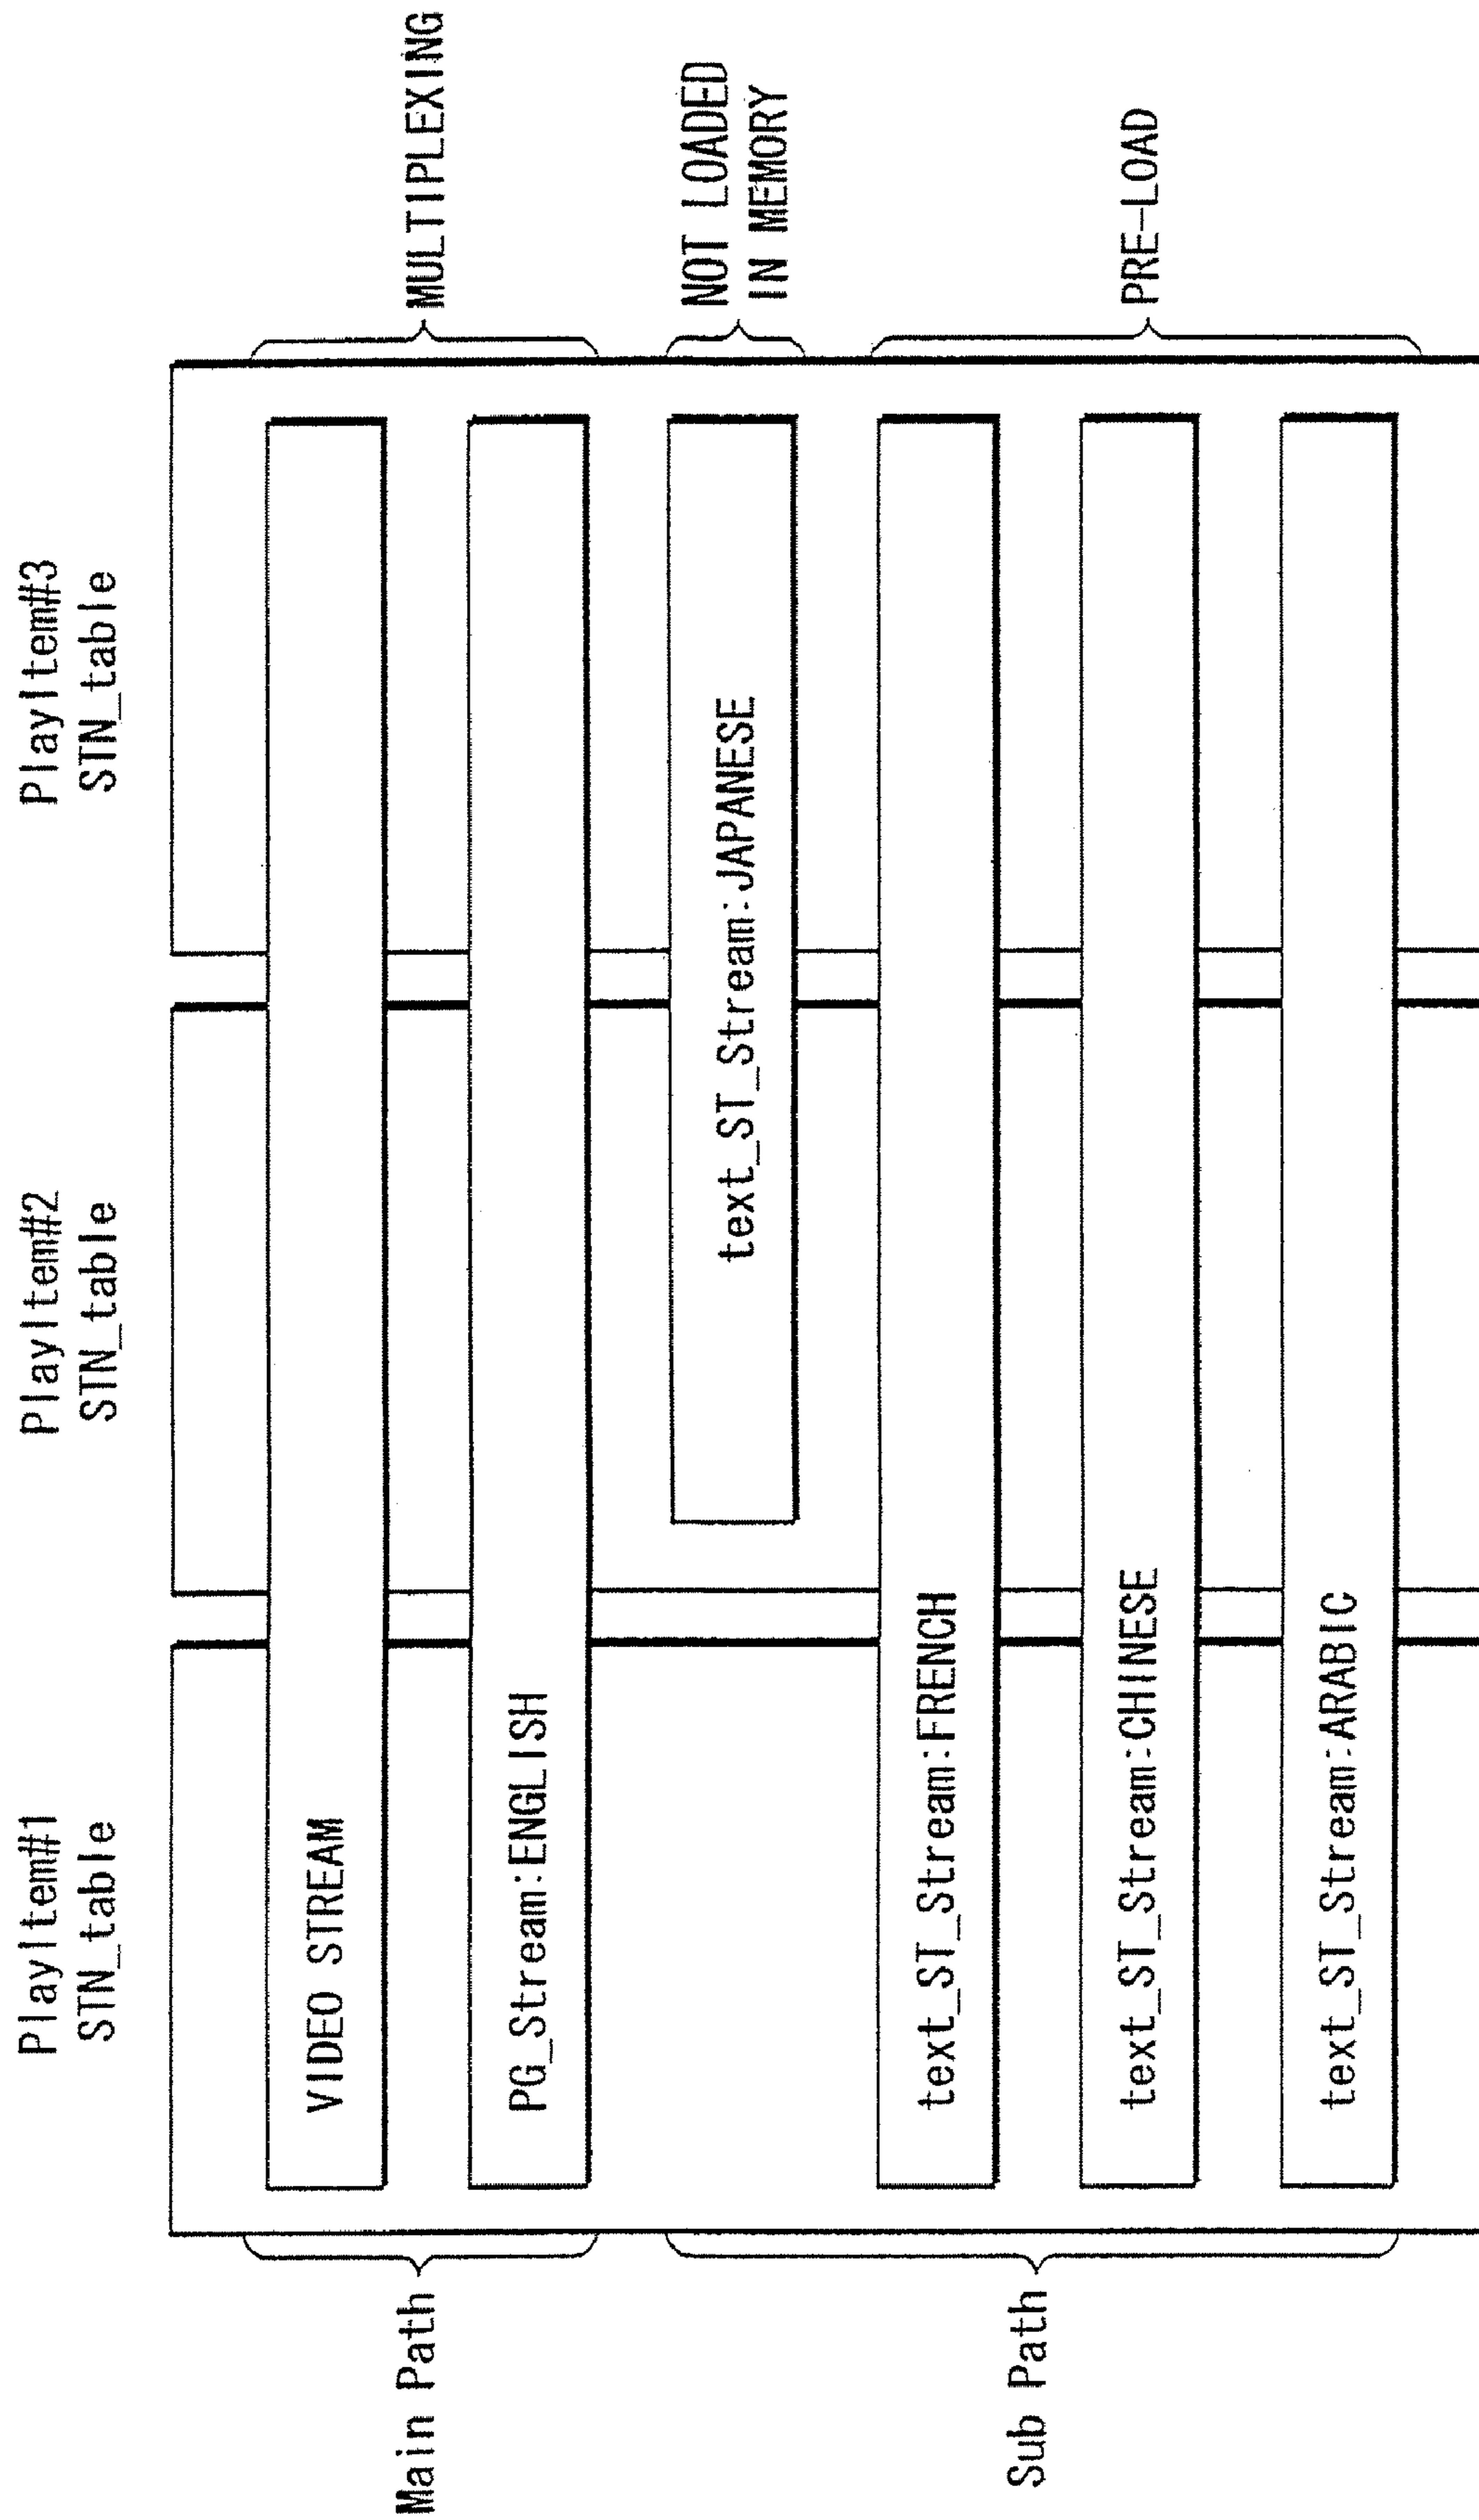 PlayItem#1
STN_table
PlayItem#2
STN_table
PlayItem#3
STN_table
Main Path
VIDEO STREAM
PG_Stream:ENGLISH
MULTIPLEXING
Sub Path
text_ST_Stream:JAPANESE
NOT LOADED
IN MEMORY
text_ST_Stream:FRENCH
text_ST_Stream:CHINESE
text_ST_Stream:ARABIC
PRE-LOAD